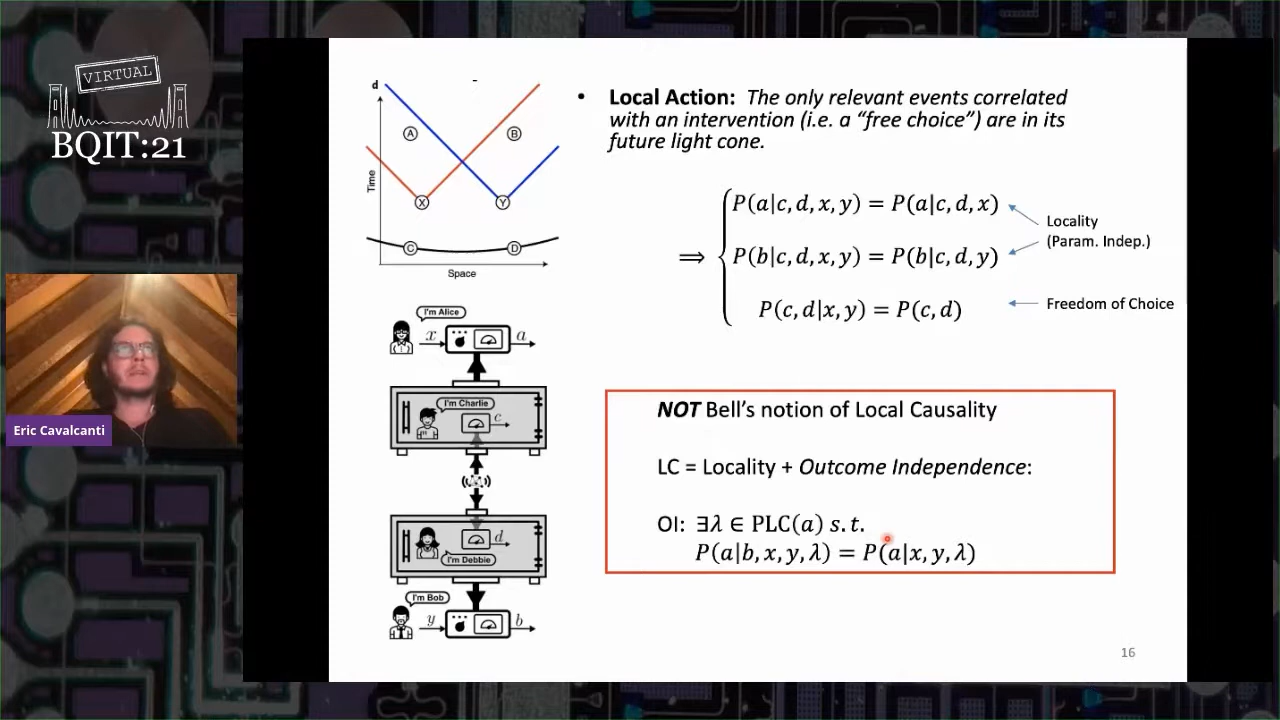 VIRTUAL
BQIT:21
Eric Cavalcanti
d
A
B
Time
X
Y
C
D
Space
I'm Alice
x
a
I'm Charlie
c
d
I'm Debbie
I'm Bob
y
b
• Local Action: The only relevant events correlated
with an intervention (i.e. a “free choice”) are in its
future light cone.
P(a|c, d, x, y) = P(a|c, d, x)
Locality
(Param. Indep.)
⟹ { P(b|c, d, x, y) = P(b|c, d, y)
P(c, d|x, y) = P(c, d)
Freedom of Choice
NOT Bell’s notion of Local Causality
LC = Locality + Outcome Independence:
OI: ∃λ ∈ PLC(a) s.t.
P(a|b, x, y, λ) = P(a|x, y, λ)
16